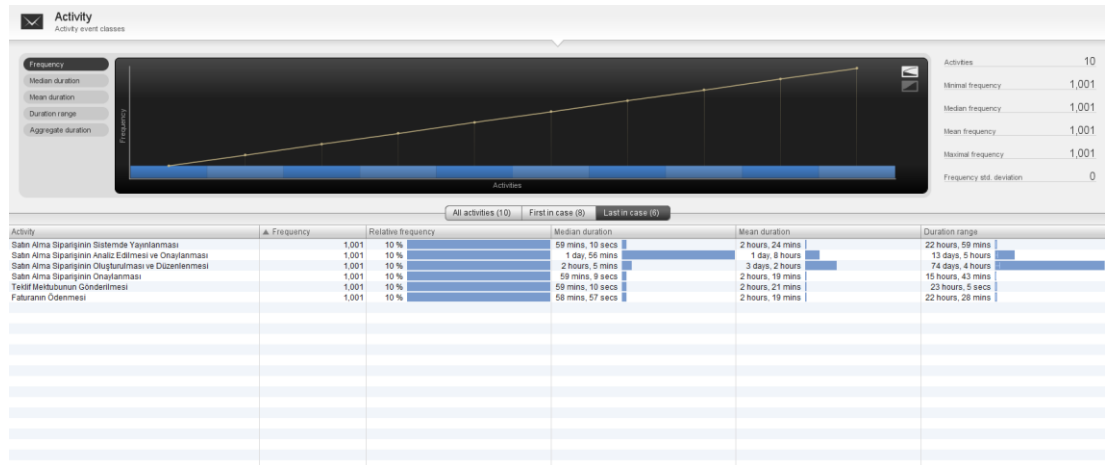 Activity
Activity event classes
Frequency
Median duration
Mean duration
Duration range
Aggregate duration
Frequency
Activities
Activities 10
Minimal frequency 1,001
Median frequency 1,001
Mean frequency 1,001
Maximal frequency 1,001
Frequency std. deviation 0
All activities (10) First in case (8) Last in case (6)
Activity ▲ Frequency Relative frequency Median duration Mean duration Duration range
Satın Alma Siparişinin Sistemde Yayınlanması 1,001 10 % 59 mins, 10 secs 2 hours, 24 mins 22 hours, 59 mins
Satın Alma Siparişinin Analiz Edilmesi ve Onaylanması 1,001 10 % 1 day, 56 mins 1 day, 8 hours 13 days, 5 hours
Satın Alma Siparişinin Oluşturulması ve Düzenlenmesi 1,001 10 % 2 hours, 5 mins 3 days, 2 hours 74 days, 4 hours
Satın Alma Siparişinin Onaylanması 1,001 10 % 59 mins, 9 secs 2 hours, 19 mins 15 hours, 43 mins
Teklif Mektubunun Gönderilmesi 1,001 10 % 59 mins, 10 secs 2 hours, 21 mins 23 hours, 5 secs
Faturanın Ödenmesi 1,001 10 % 58 mins, 57 secs 2 hours, 19 mins 22 hours, 28 mins